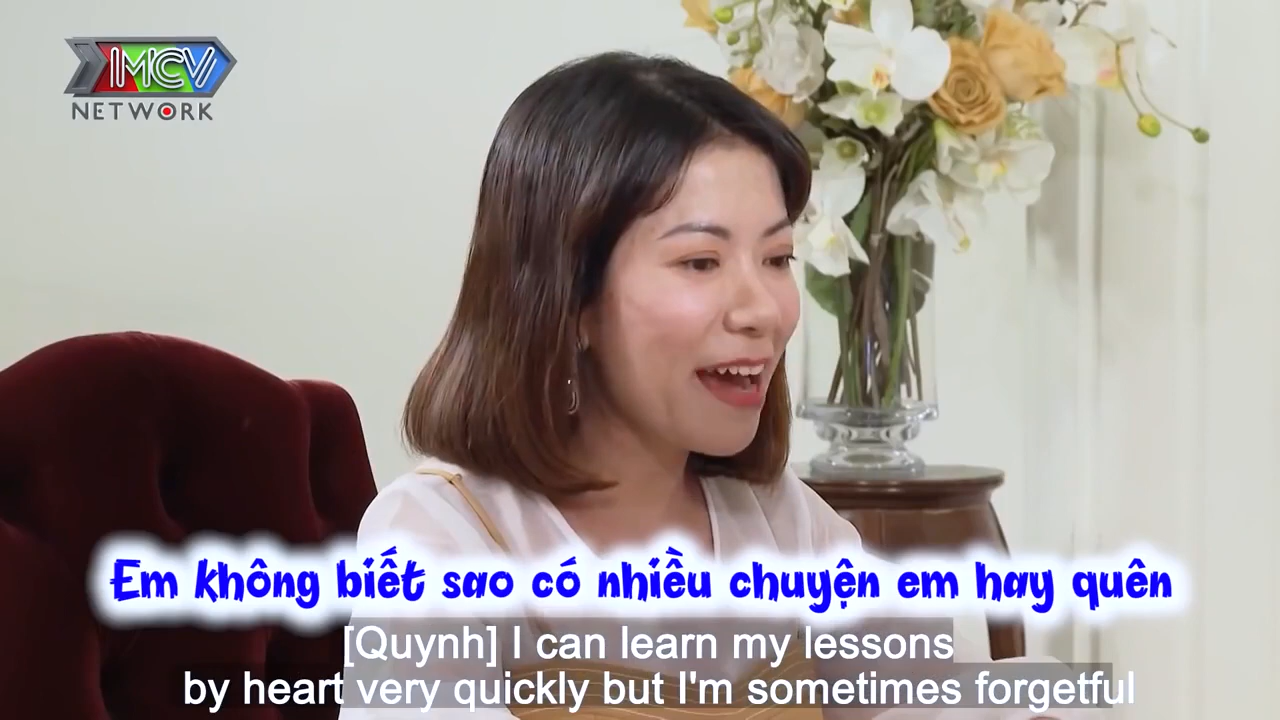 MCV
NETWORK
Em không biết sao có nhiều chuyện em hay quên
[Quynh] I can learn my lessons
by heart very quickly but I'm sometimes forgetful